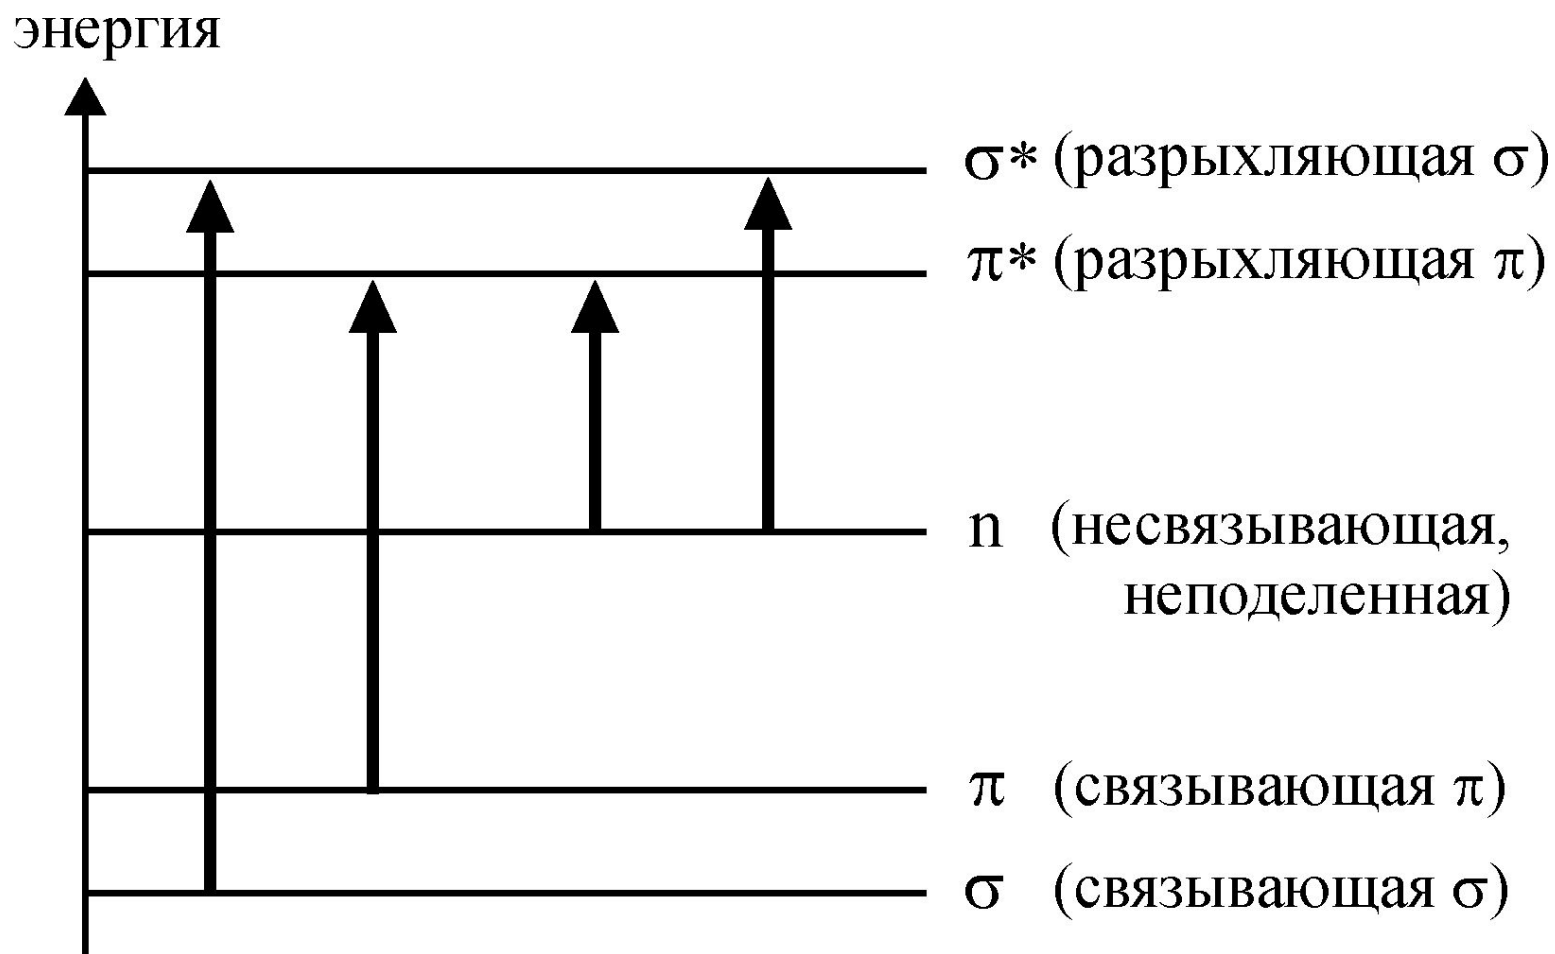 энергия
σ* (разрыхляющая σ)
π* (разрыхляющая π)
n (несвязывающая,
неподеленная)
π (связывающая π)
σ (связывающая σ)